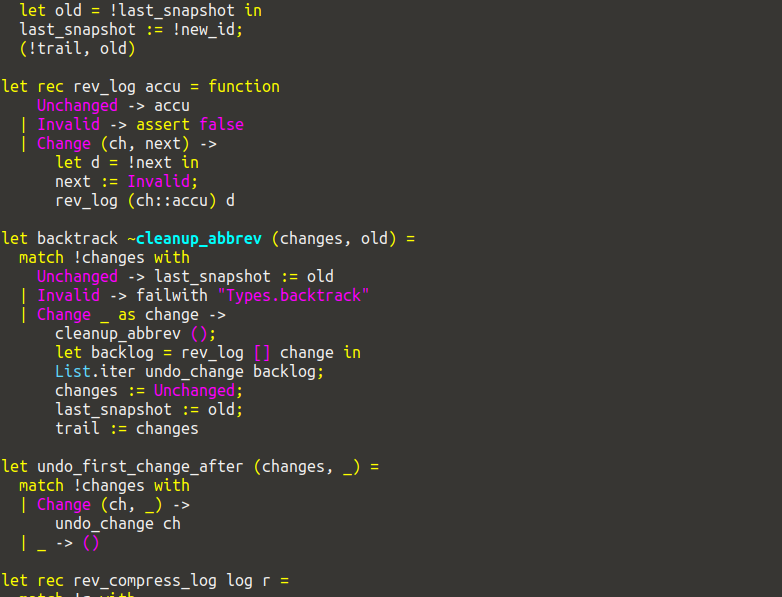 let old = !last_snapshot in
  last_snapshot := !new_id;
  (!trail, old)

let rec rev_log accu = function
    Unchanged -> accu
  | Invalid -> assert false
  | Change (ch, next) ->
      let d = !next in
      next := Invalid;
      rev_log (ch::accu) d

let backtrack ~cleanup_abbrev (changes, old) =
  match !changes with
    Unchanged -> last_snapshot := old
  | Invalid -> failwith "Types.backtrack"
  | Change _ as change ->
      cleanup_abbrev ();
      let backlog = rev_log [] change in
      List.iter undo_change backlog;
      changes := Unchanged;
      last_snapshot := old;
      trail := changes

let undo_first_change_after (changes, _) =
  match !changes with
  | Change (ch, _) ->
      undo_change ch
  | _ -> ()

let rec rev_compress_log log r =
  match !r with